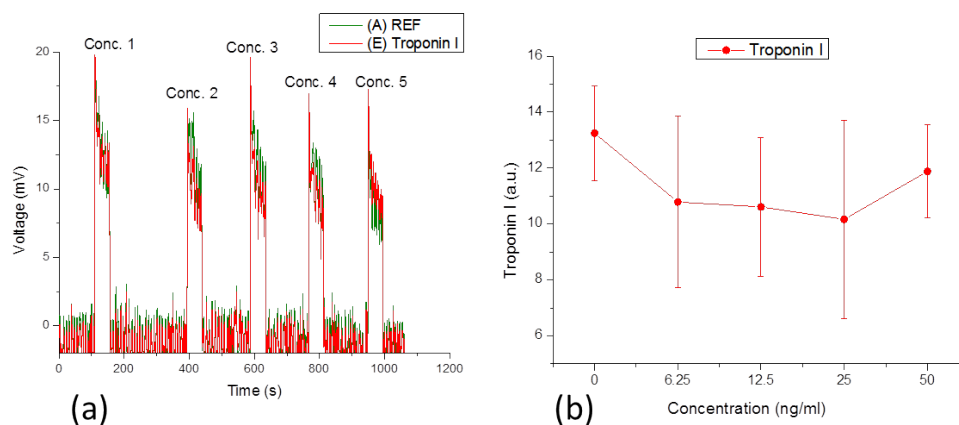 (A) REF
(E) Troponin I
Conc. 1
Conc. 2
Conc. 3
Conc. 4
Conc. 5
20
15
10
5
0
Voltage (mV)
0
200
400
600
800
1000
1200
Time (s)
(a)
Troponin I
16
14
12
10
8
6
Troponin I (a.u.)
0
6.25
12.5
25
50
Concentration (ng/ml)
(b)